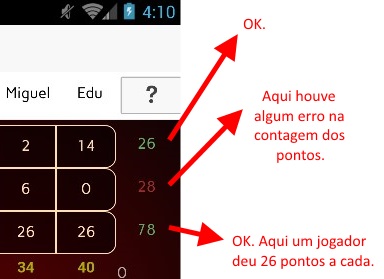 4:10
OK.
Miguel Edu ?
Aqui houve
algum erro na
contagem dos
pontos.
2 14 26
6 0 28
26 26 78
OK. Aqui um jogador
deu 26 pontos a cada.
34 40 0